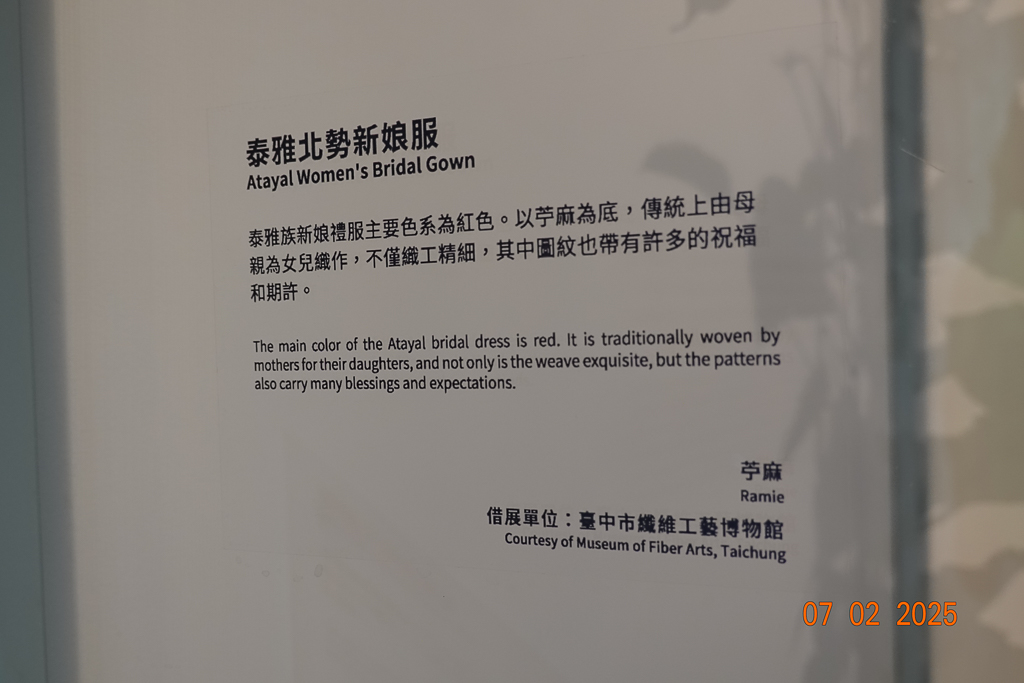 泰雅北勢新娘服
Atayal Women's Bridal Gown
泰雅族新娘禮服主要色系為紅色。以苧麻為底，傳統上由母
親為女兒織作，不僅織工精細，其中圖紋也帶有許多的祝福
和期許。
The main color of the Atayal bridal dress is red. It is traditionally woven by
mothers for their daughters, and not only is the weave exquisite, but the patterns
also carry many blessings and expectations.
苧麻
Ramie
借展單位：臺中市纖維工藝博物館
Courtesy of Museum of Fiber Arts, Taichung
07 02 2025